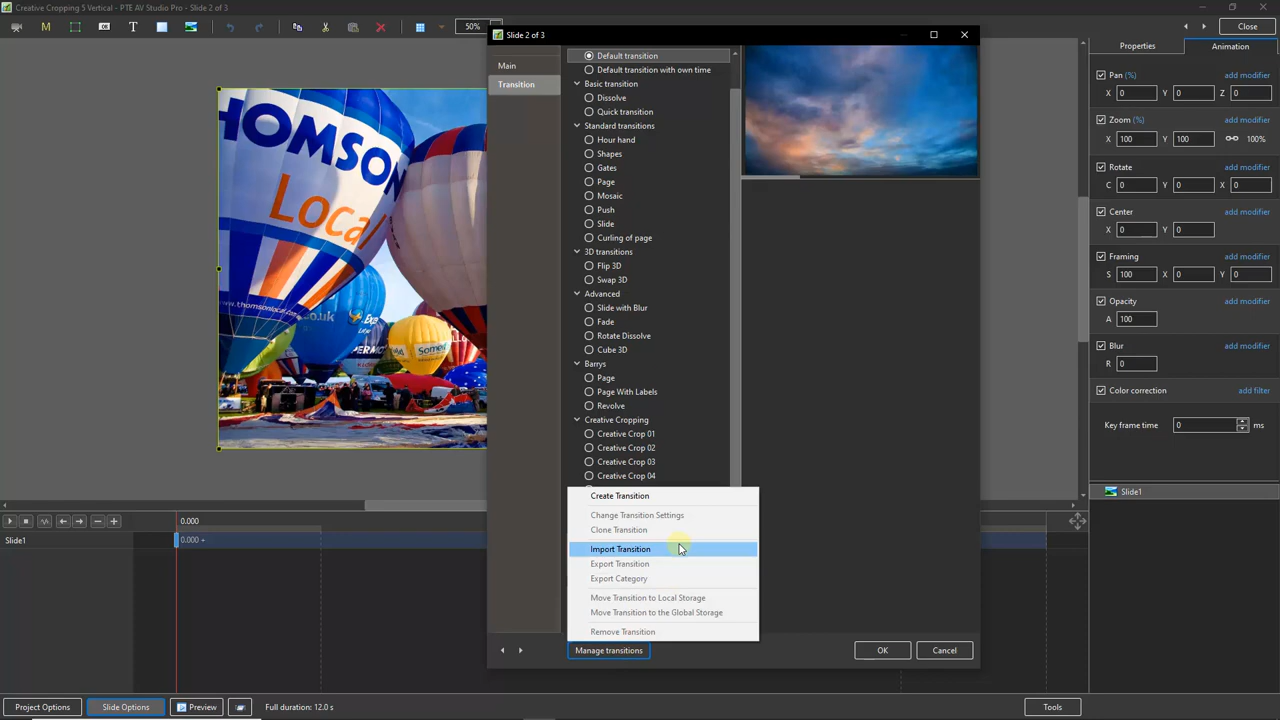 Creative Cropping 5 Vertical - PTE AV Studio Pro - Slide 2 of 3
M
OK
T
50%
Close
Slide 2 of 3
Main
Transition
Default transition
Default transition with own time
Basic transition
Dissolve
Quick transition
Standard transitions
Hour hand
Shapes
Gates
Page
Mosaic
Push
Slide
Curling of page
3D transitions
Flip 3D
Swap 3D
Advanced
Slide with Blur
Fade
Rotate Dissolve
Cube 3D
Barrys
Page
Page With Labels
Revolve
Creative Cropping
Creative Crop 01
Creative Crop 02
Creative Crop 03
Creative Crop 04
Create Transition
Change Transition Settings
Clone Transition
Import Transition
Export Transition
Export Category
Move Transition to Local Storage
Move Transition to the Global Storage
Remove Transition
Manage transitions
OK
Cancel
HOMSON
Local
www.thomsonlocal.com
Properties
Animation
Pan (%) add modifier
X 0 Y 0 Z 0
Zoom (%) add modifier
X 100 Y 100 100%
Rotate add modifier
C 0 Y 0 X 0
Center add modifier
X 0 Y 0
Framing add modifier
S 100 X 0 Y 0
Opacity add modifier
A 100
Blur add modifier
R 0
Color correction add filter
Key frame time 0 ms
Slide1
0.000
Slide1
0.000
Project Options
Slide Options
Preview
Full duration: 12.0 s
Tools